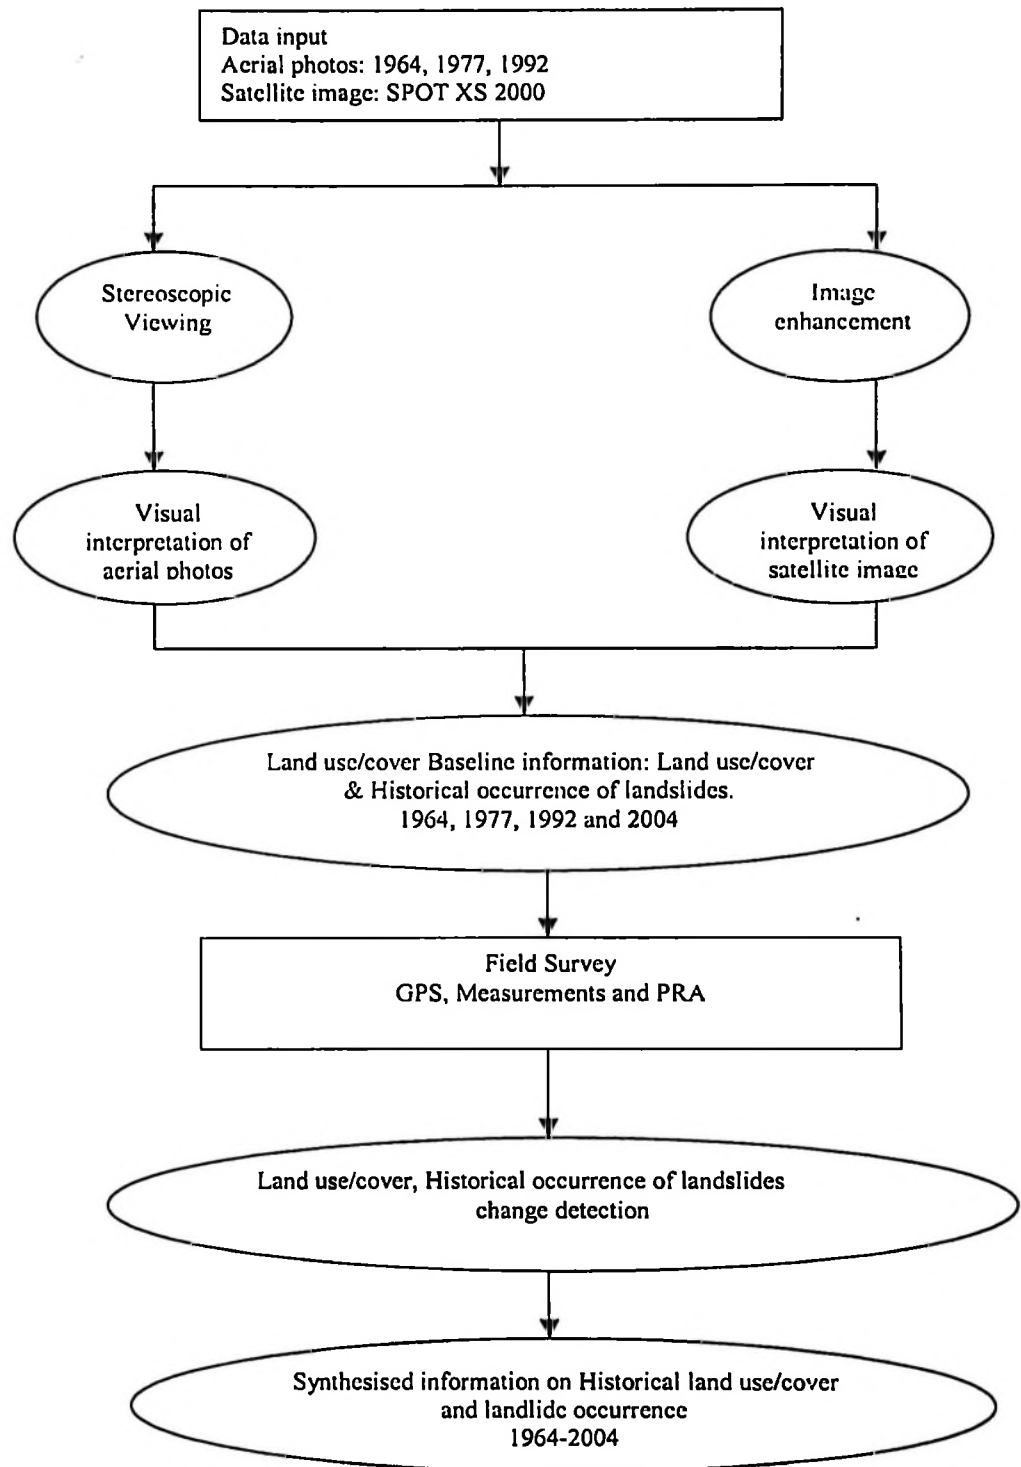 Data input
Aerial photos: 1964, 1977, 1992
Satellite image: SPOT XS 2000
Stereoscopic
Viewing
Image
enhancement
Visual
interpretation of
aerial photos
Visual
interpretation of
satellite image
Land use/cover Baseline information: Land use/cover
& Historical occurrence of landslides.
1964, 1977, 1992 and 2004
Field Survey
GPS, Measurements and PRA
Land use/cover, Historical occurrence of landslides
change detection
Synthesised information on Historical land use/cover
and landlide occurrence
1964-2004